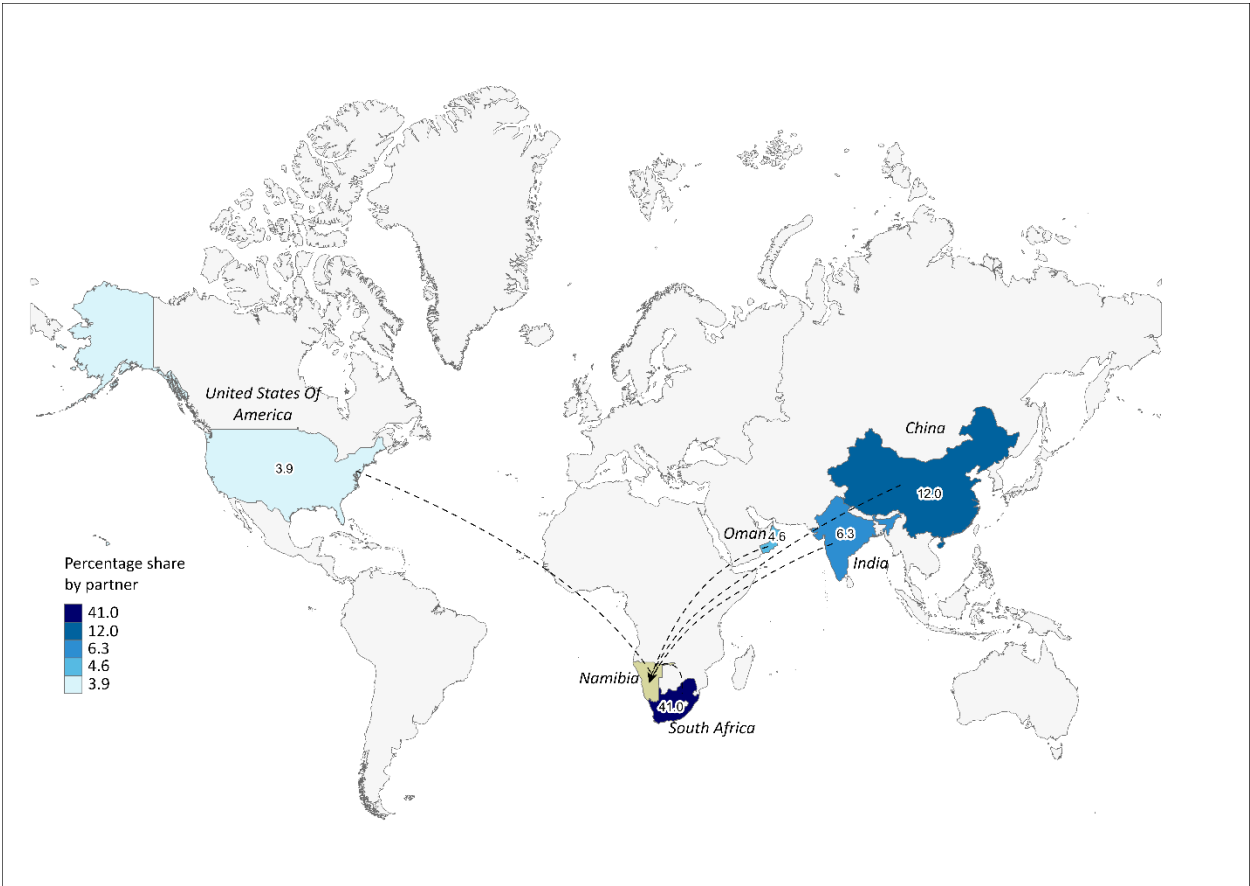 United States Of
America
3.9
China
12.0
Oman
4.6
6.3
India
Percentage share
by partner
41.0
12.0
6.3
4.6
3.9
Namibia
41.0
South Africa